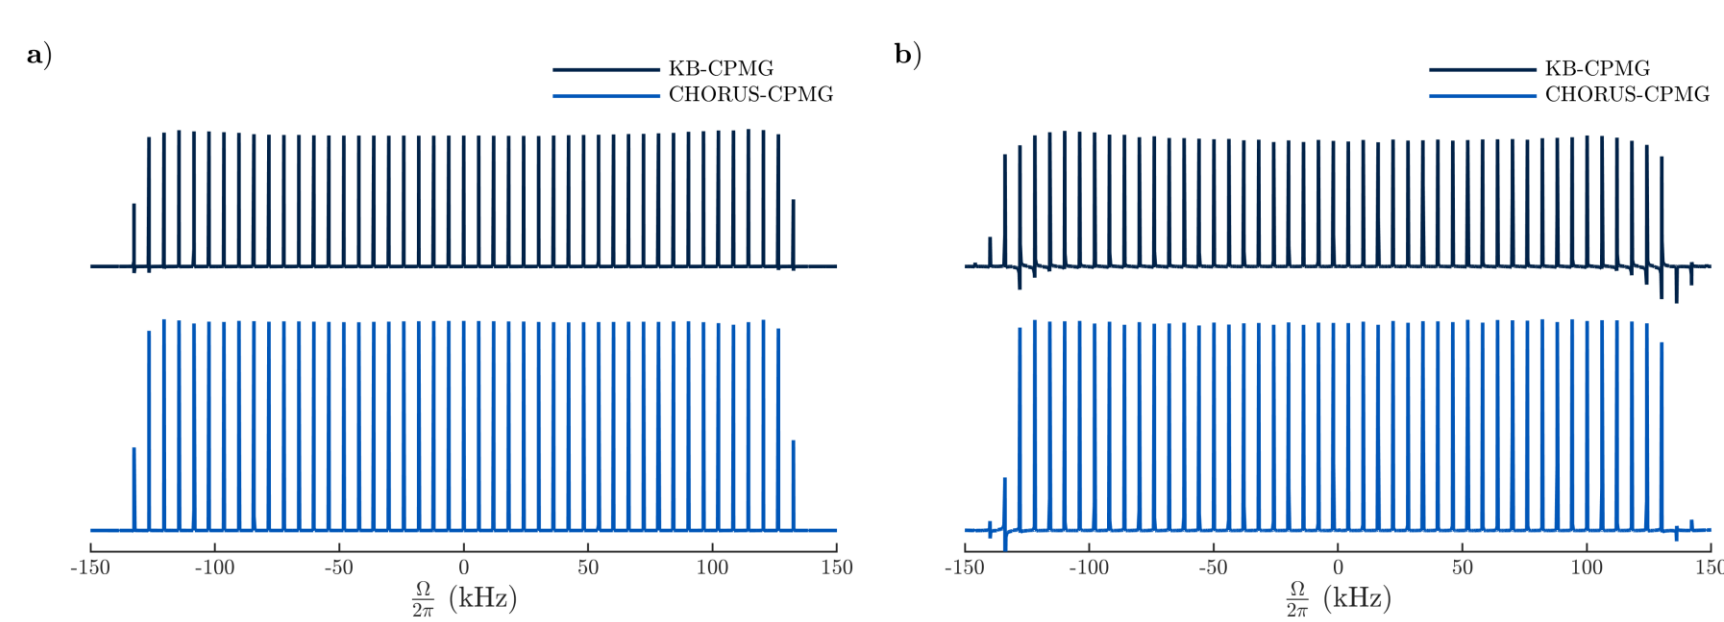 a)
KB-CPMG
CHORUS-CPMG
-150 -100 -50 0 50 100 150
Ω/2π (kHz)
b)
KB-CPMG
CHORUS-CPMG
-150 -100 -50 0 50 100 150
Ω/2π (kHz)